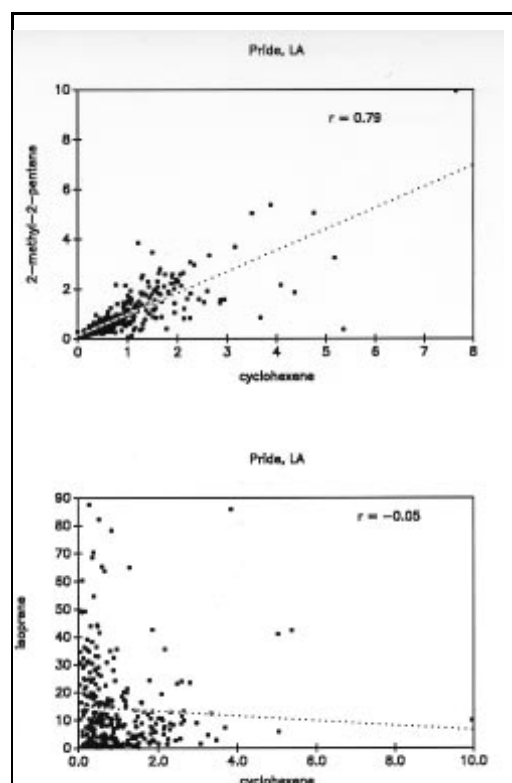 Pride, LA
10
r = 0.79
8
6
4
2
0
2-methyl-2-pentene
0 1 2 3 4 5 6 7 8
cyclohexene
Pride, LA
90
r = -0.05
80
70
60
50
40
30
20
10
0
Isoprene
0.0 2.0 4.0 6.0 8.0 10.0
cyclohexene